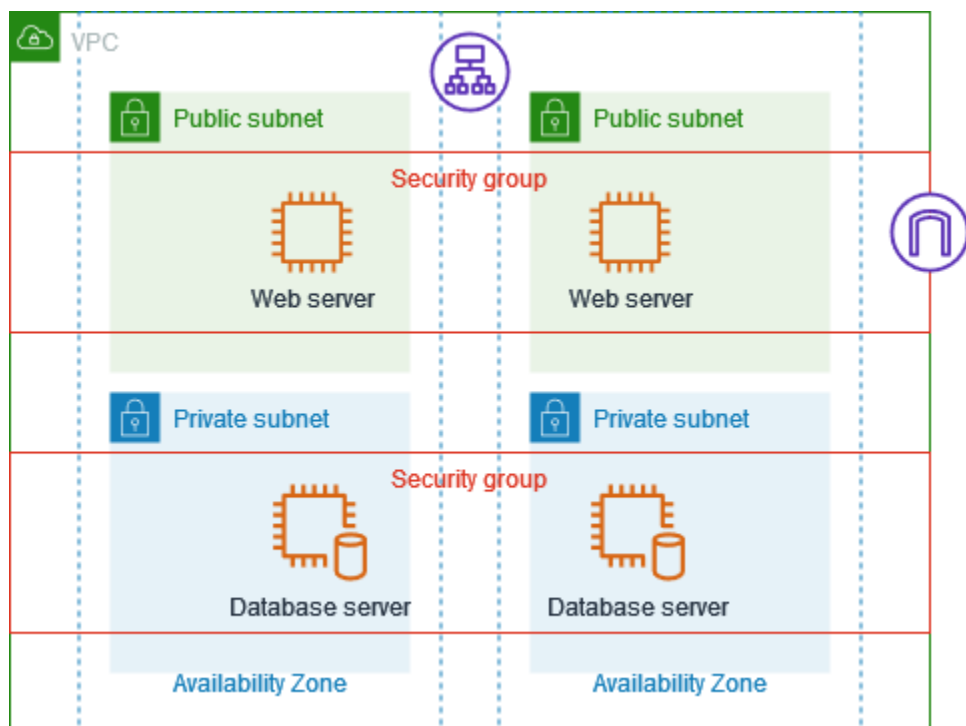 VPC
Public subnet
Public subnet
Security group
Web server
Web server
Private subnet
Private subnet
Security group
Database server
Database server
Availability Zone
Availability Zone